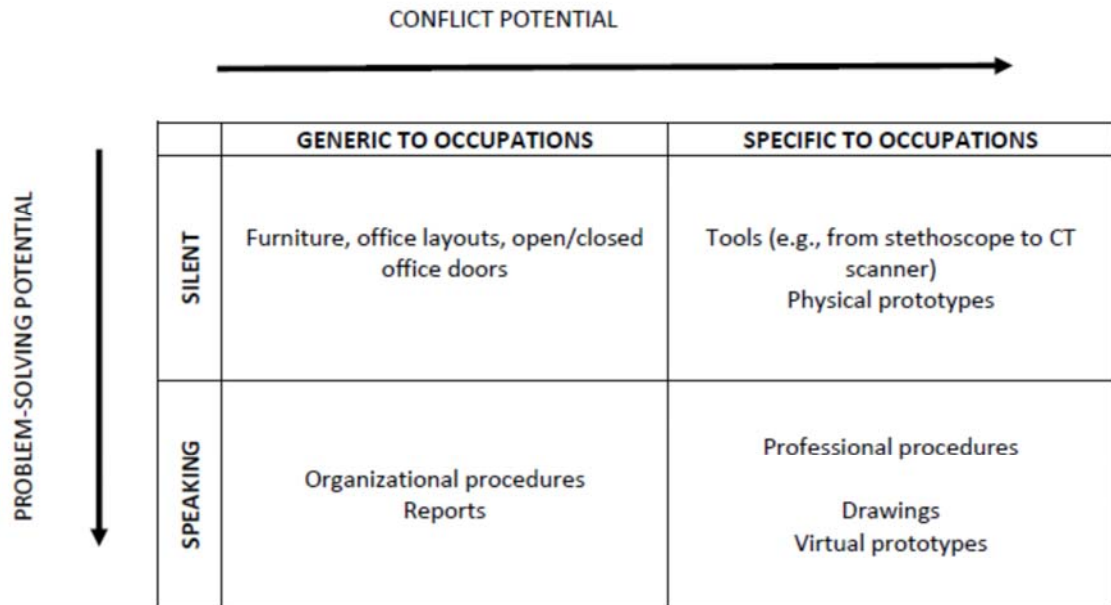 CONFLICT POTENTIAL
PROBLEM-SOLVING POTENTIAL
GENERIC TO OCCUPATIONS
SPECIFIC TO OCCUPATIONS
SILENT
Furniture, office layouts, open/closed
office doors
Tools (e.g., from stethoscope to CT
scanner)
Physical prototypes
SPEAKING
Organizational procedures
Reports
Professional procedures
Drawings
Virtual prototypes